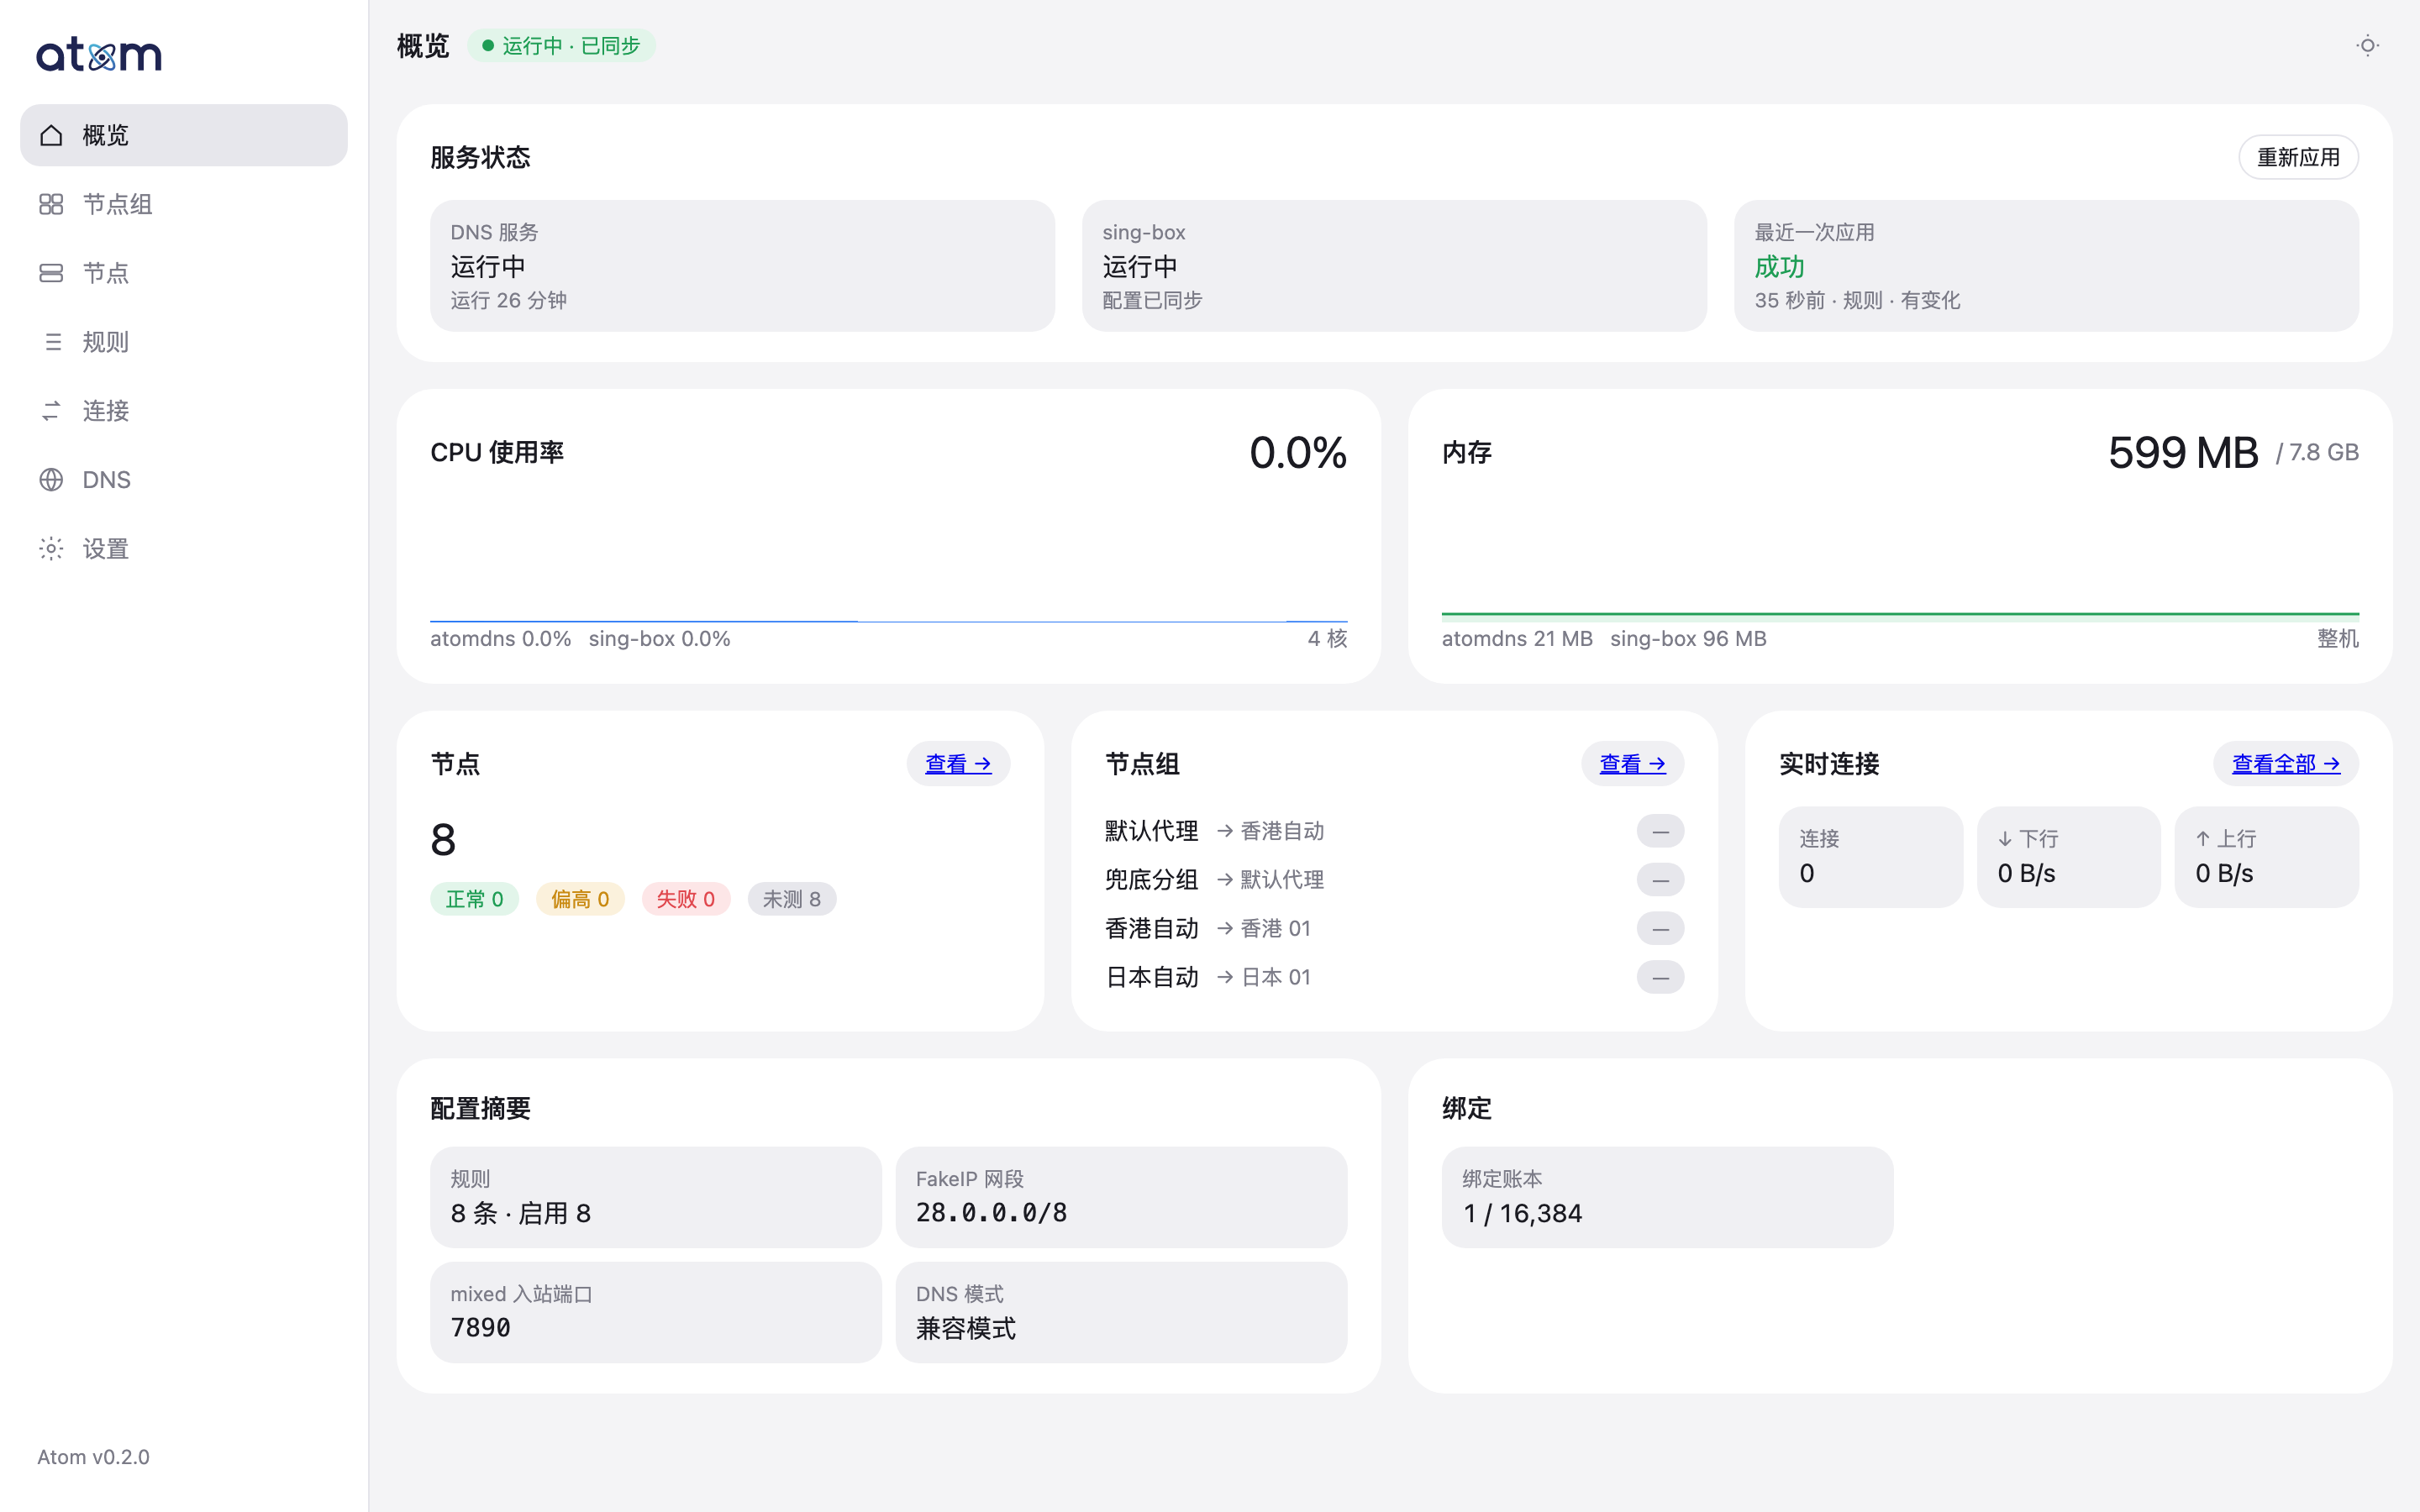 atom
概览
节点组
节点
规则
连接
DNS
设置
Atom v0.2.0
概览
运行中 · 已同步
服务状态
重新应用
DNS 服务
运行中
运行 26 分钟
sing-box
运行中
配置已同步
最近一次应用
成功
35 秒前 · 规则 · 有变化
CPU 使用率
0.0%
atomdns 0.0% sing-box 0.0%
4 核
内存
599 MB / 7.8 GB
atomdns 21 MB sing-box 96 MB
整机
节点
查看 →
8
正常 0 偏高 0 失败 0 未测 8
节点组
查看 →
默认代理 → 香港自动 —
兜底分组 → 默认代理 —
香港自动 → 香港 01 —
日本自动 → 日本 01 —
实时连接
查看全部 →
连接
0
↓ 下行
0 B/s
↑ 上行
0 B/s
配置摘要
规则
8 条 · 启用 8
FakeIP 网段
28.0.0.0/8
mixed 入站端口
7890
DNS 模式
兼容模式
绑定
绑定账本
1 / 16,384